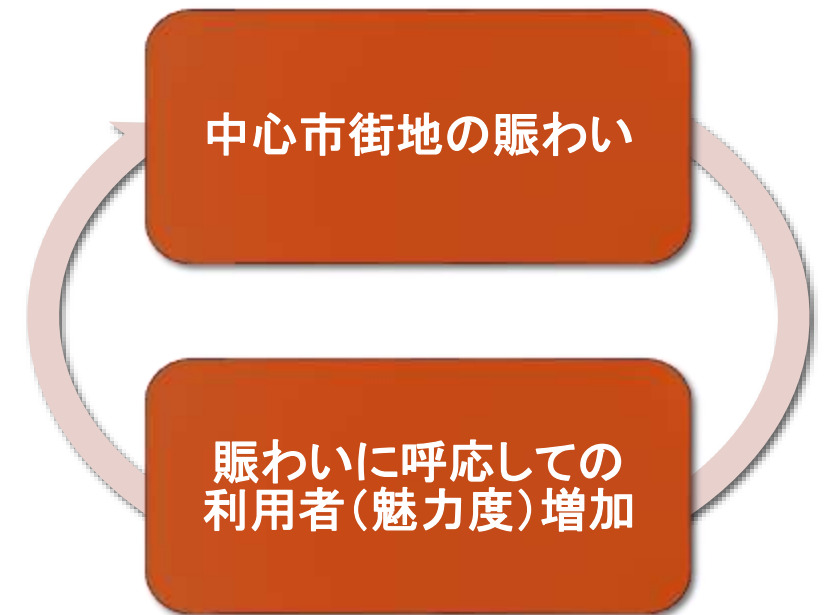 中心市街地の賑わい
賑わいに呼応しての
利用者（魅力度）増加